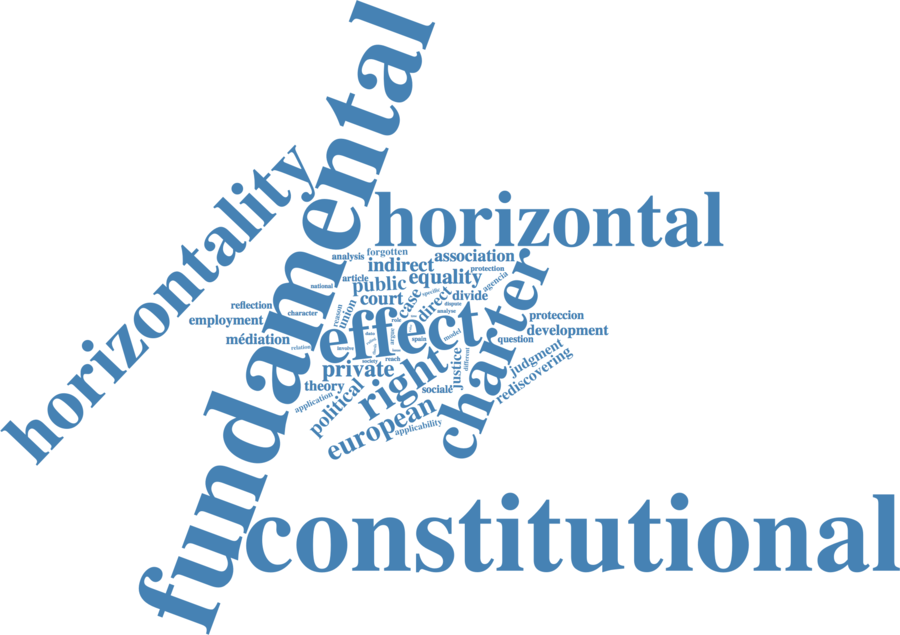 fundamental
horizontality
horizontal
analysis
forgotten
association
indirect
protection
national
article
public
equality
agencia
charter
reflection
character
reason
union
court
case
specific
direct
divide
dispute
analyse
employment
role
effect
proteccion
médiation
relation
spain
model
question
development
society
reach
private
right
justice
different
judgment
theory
application
political
socialé
rediscovering
european
applicability
constitutional